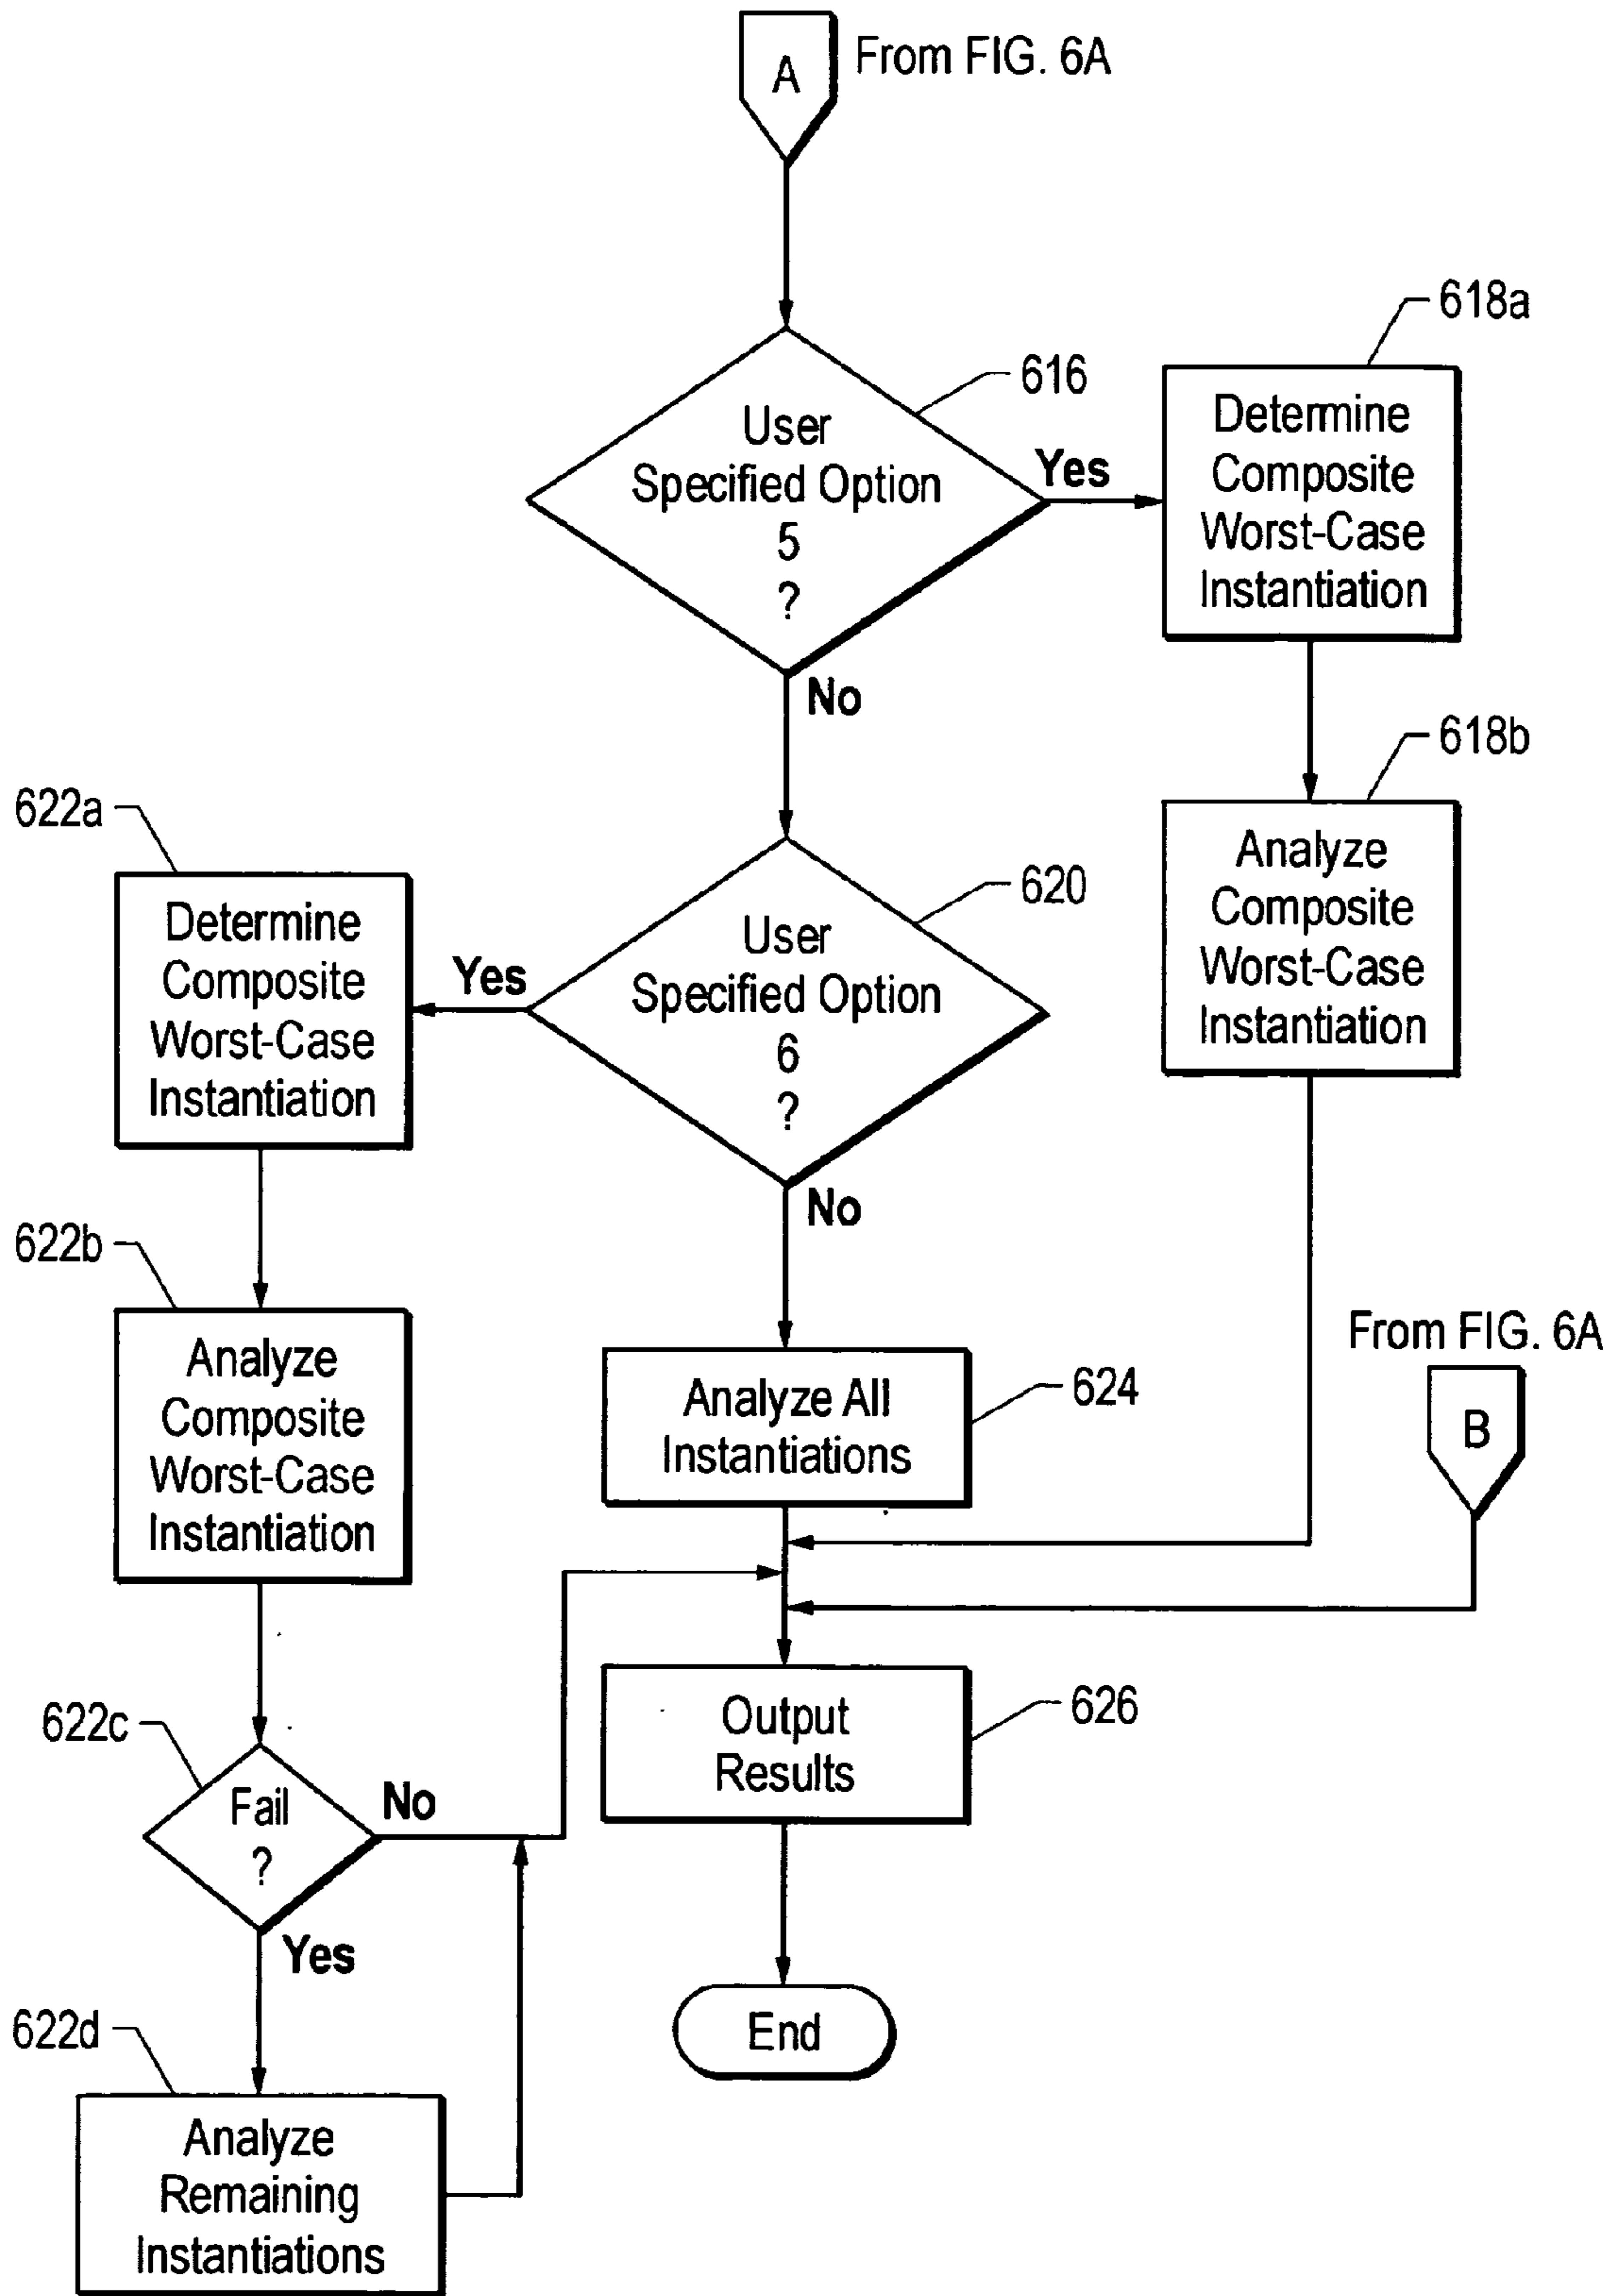 A
From FIG. 6A
616
User
Specified Option
5
?
Yes
No
618a
Determine
Composite
Worst-Case
Instantiation
618b
Analyze
Composite
Worst-Case
Instantiation
620
User
Specified Option
6
?
Yes
No
622a
Determine
Composite
Worst-Case
Instantiation
622b
Analyze
Composite
Worst-Case
Instantiation
624
Analyze All
Instantiations
From FIG. 6A
B
622c
Fail
?
No
Yes
626
Output
Results
End
622d
Analyze
Remaining
Instantiations